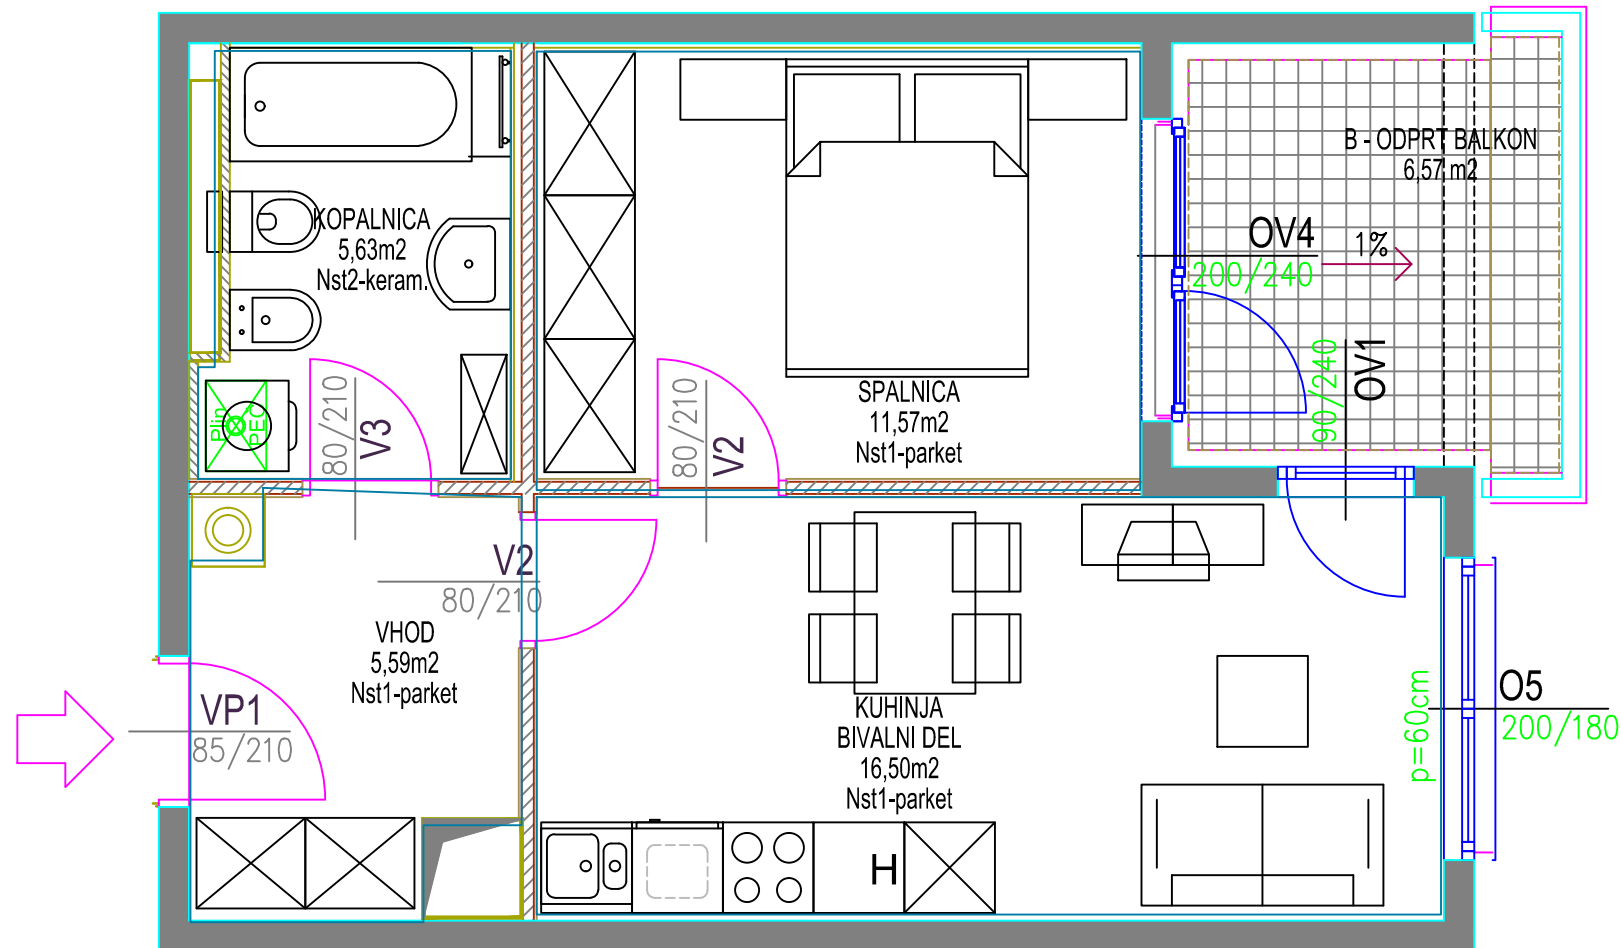 B - ODPRT BALKON
6,57 m2
KOPALNICA
5,63m2
Nst2-keram.
OV4
200/240
1%
90/240
OV1
SPALNICA
11,57m2
Nst1-parket
Plin
PEČ
80/210
V3
80/210
V2
V2
80/210
VHOD
5,59m2
Nst1-parket
VP1
85/210
KUHINJA
BIVALNI DEL
16,50m2
Nst1-parket
p=60cm
O5
200/180
H